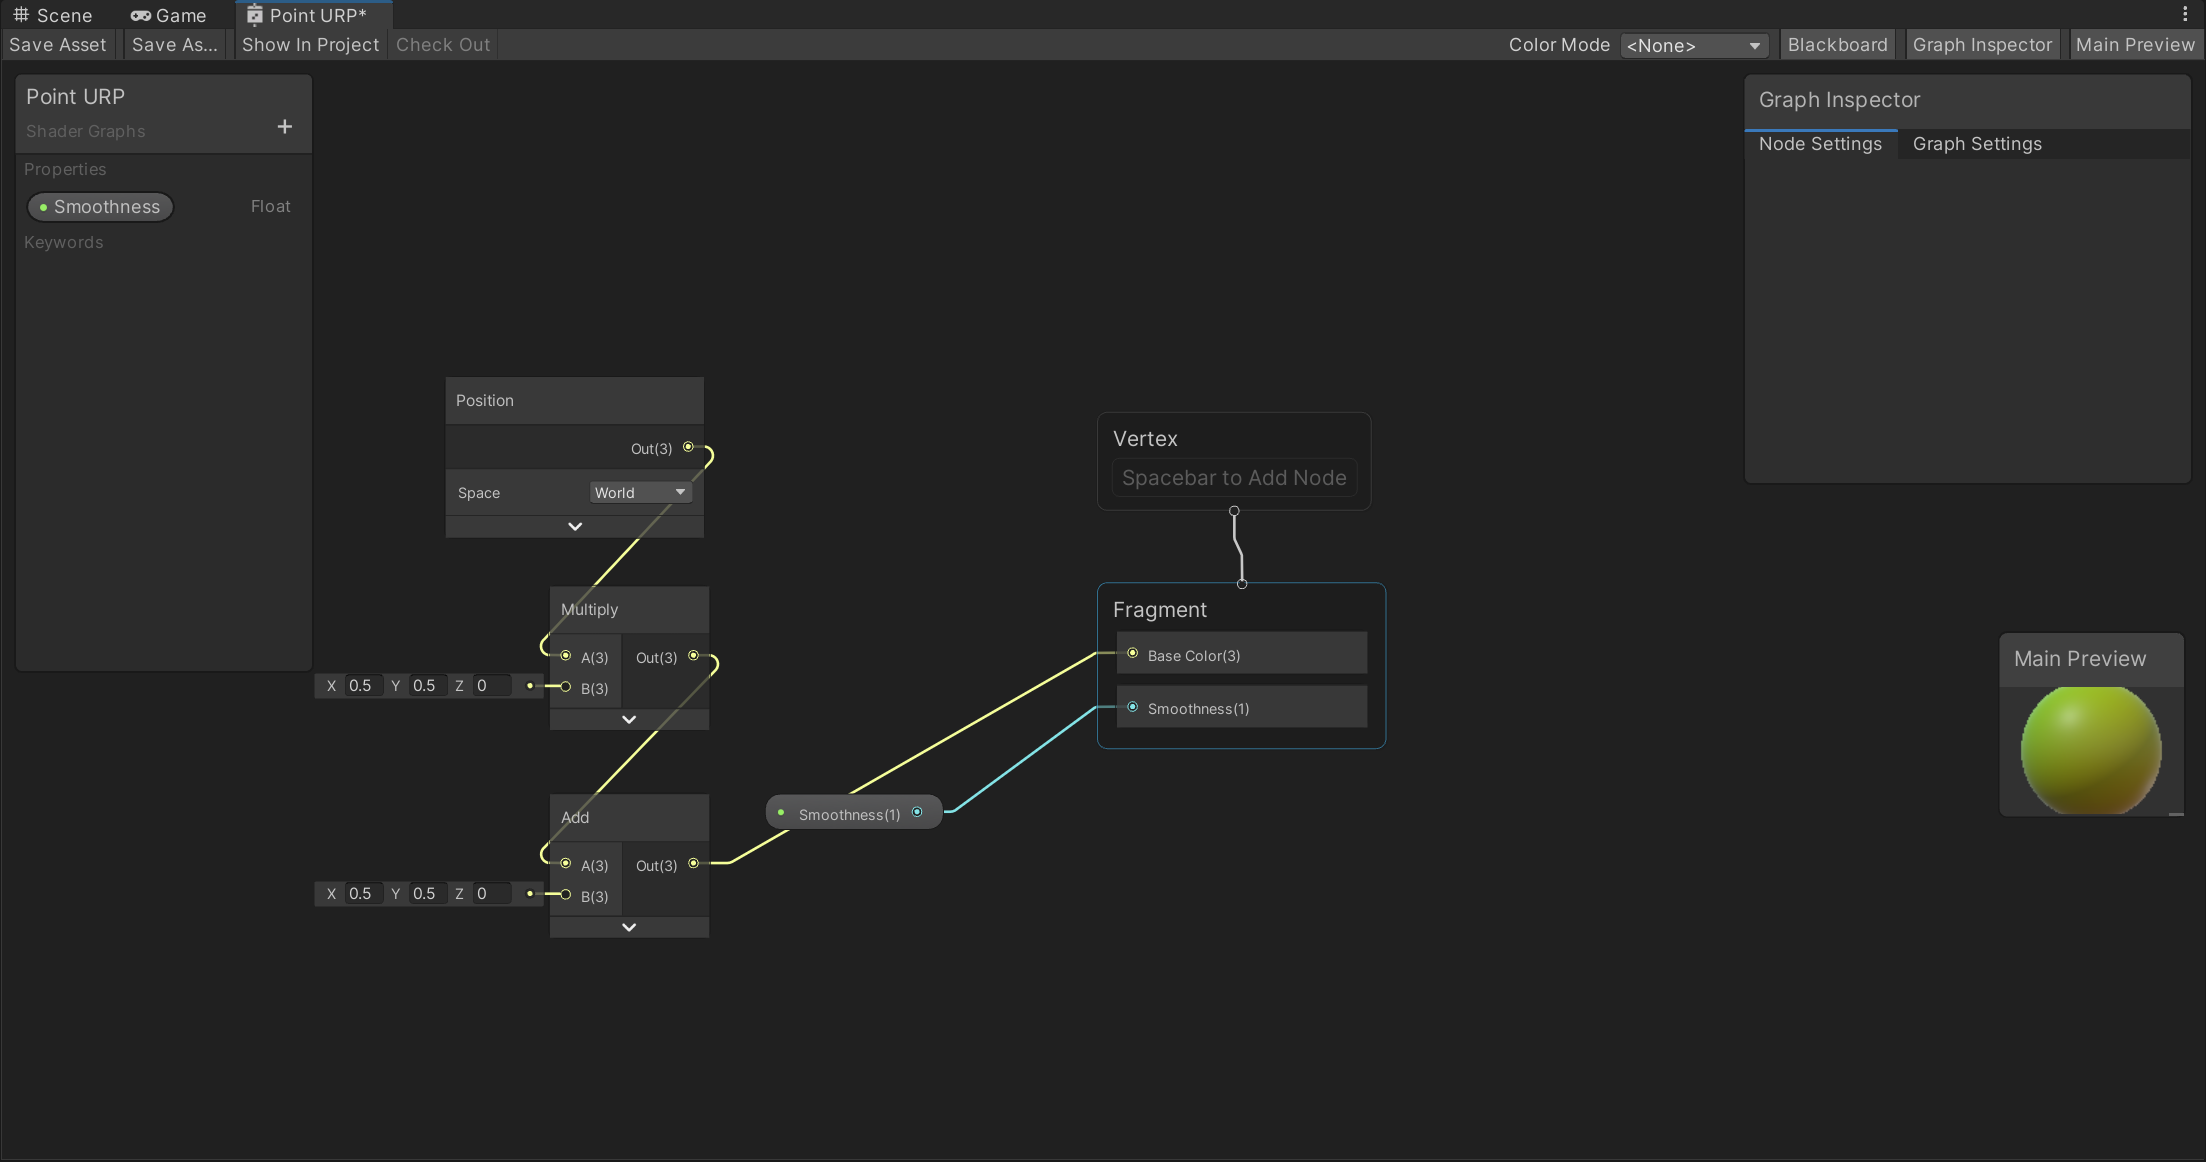 Scene Game Point URP*
Save Asset Save As... Show In Project Check Out Color Mode <None> Blackboard Graph Inspector Main Preview
Point URP
Shader Graphs +
Properties
Smoothness Float
Keywords
Graph Inspector
Node Settings Graph Settings
Position
Out(3)
Space World
Multiply
A(3) Out(3)
X 0.5 Y 0.5 Z 0 B(3)
Add
A(3) Out(3)
X 0.5 Y 0.5 Z 0 B(3)
Smoothness(1)
Vertex
Spacebar to Add Node
Fragment
Base Color(3)
Smoothness(1)
Main Preview